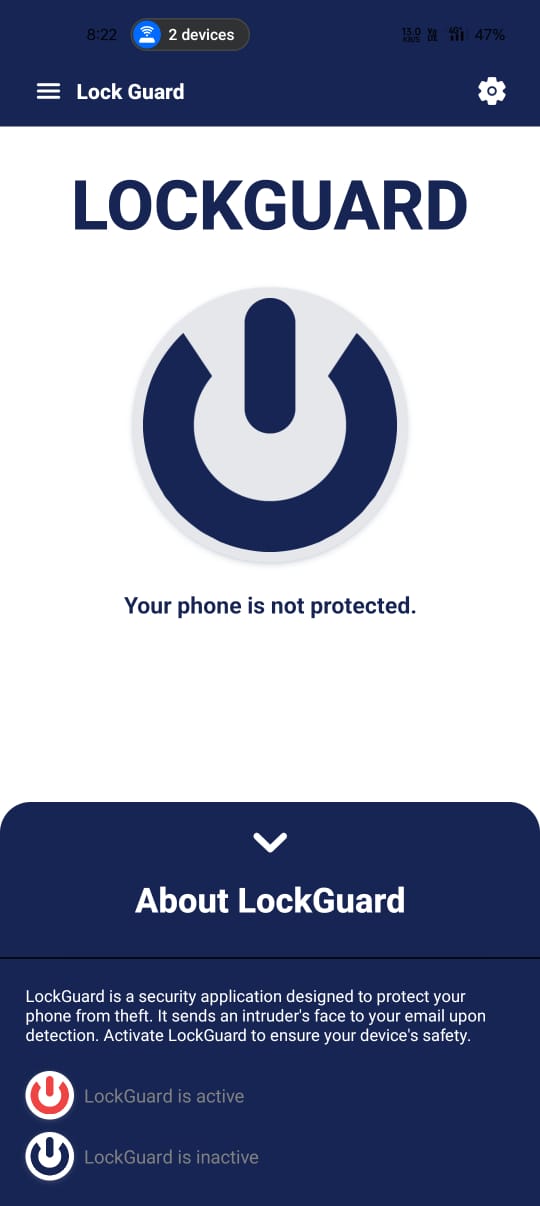 8:22 2 devices 13.0 KB/S 4G+ 47%
Lock Guard
LOCKGUARD
Your phone is not protected.
About LockGuard
LockGuard is a security application designed to protect your
phone from theft. It sends an intruder's face to your email upon
detection. Activate LockGuard to ensure your device's safety.
LockGuard is active
LockGuard is inactive